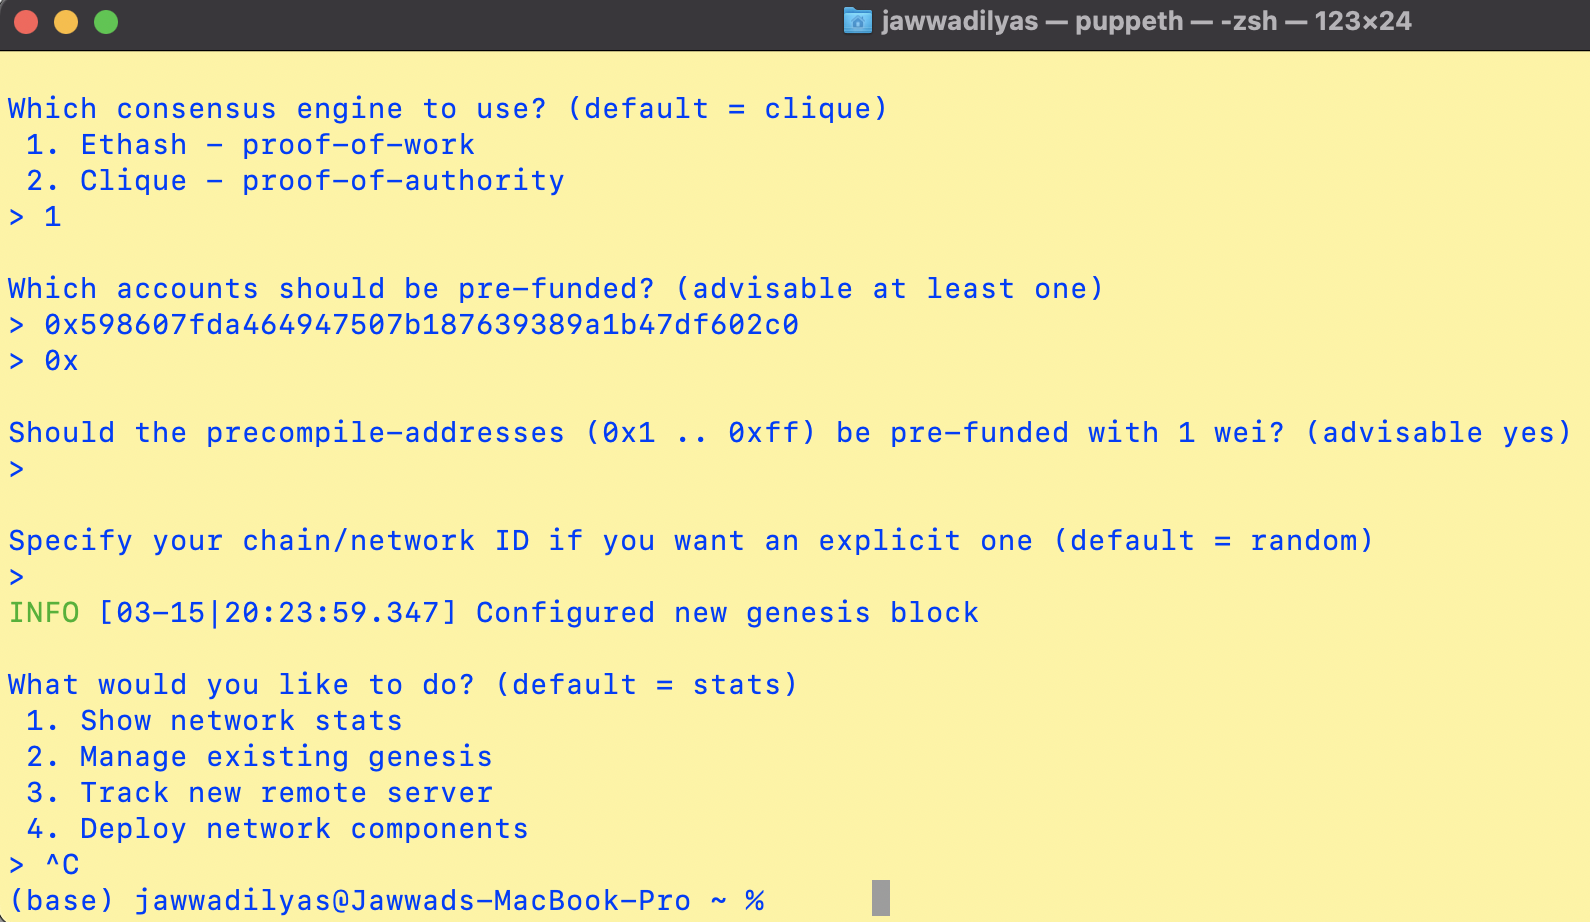 jawwadilyas — puppeth — -zsh — 123×24
Which consensus engine to use? (default = clique)
1. Ethash - proof-of-work
2. Clique - proof-of-authority
> 1
Which accounts should be pre-funded? (advisable at least one)
> 0x598607fda464947507b187639389a1b47df602c0
> 0x
Should the precompile-addresses (0x1 .. 0xff) be pre-funded with 1 wei? (advisable yes)
>
Specify your chain/network ID if you want an explicit one (default = random)
>
INFO [03-15|20:23:59.347] Configured new genesis block
What would you like to do? (default = stats)
1. Show network stats
2. Manage existing genesis
3. Track new remote server
4. Deploy network components
> ^C
(base) jawwadilyas@Jawwads-MacBook-Pro ~ %